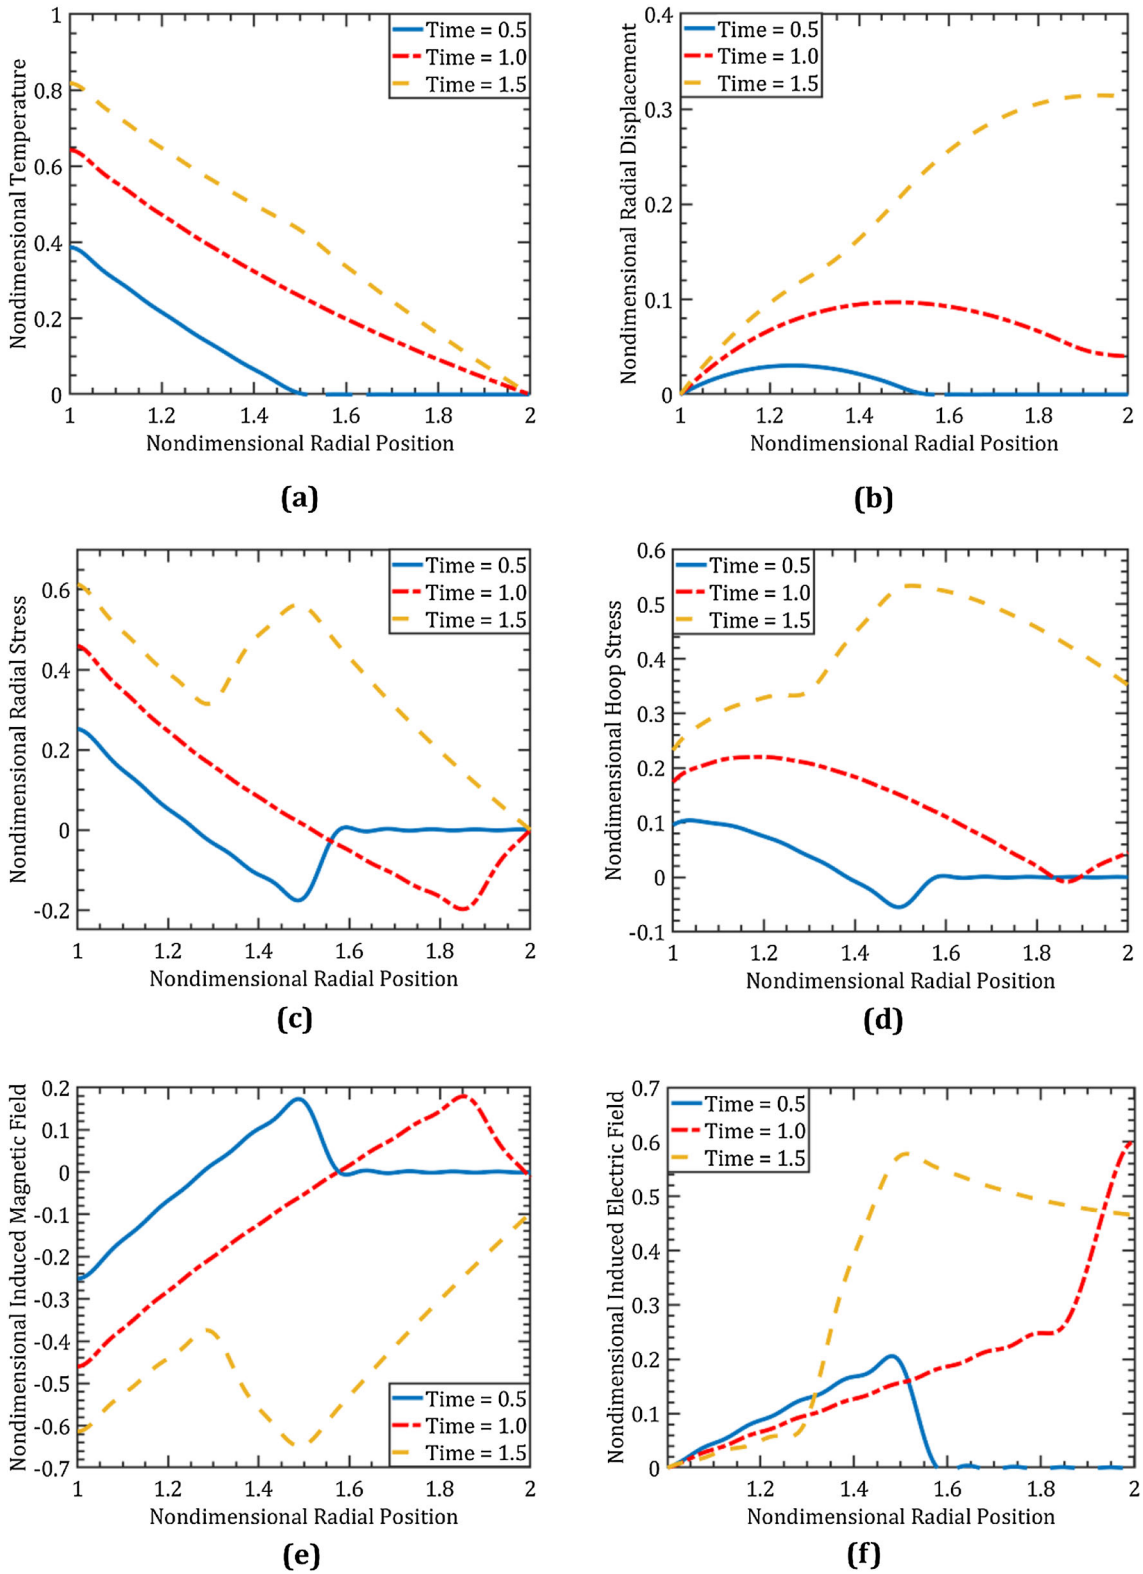 1
0.8
0.6
0.4
0.2
0
1
1.2
1.4
1.6
1.8
2
Nondimensional Temperature
Nondimensional Radial Position
Time = 0.5
Time = 1.0
Time = 1.5
(a)
0.4
0.3
0.2
0.1
0
1
1.2
1.4
1.6
1.8
2
Nondimensional Radial Displacement
Nondimensional Radial Position
Time = 0.5
Time = 1.0
Time = 1.5
(b)
0.6
0.4
0.2
0
-0.2
1
1.2
1.4
1.6
1.8
2
Nondimensional Radial Stress
Nondimensional Radial Position
Time = 0.5
Time = 1.0
Time = 1.5
(c)
0.6
0.5
0.4
0.3
0.2
0.1
0
-0.1
1
1.2
1.4
1.6
1.8
2
Nondimensional Hoop Stress
Nondimensional Radial Position
Time = 0.5
Time = 1.0
Time = 1.5
(d)
0.2
0.1
0
-0.1
-0.2
-0.3
-0.4
-0.5
-0.6
-0.7
1
1.2
1.4
1.6
1.8
2
Nondimensional Induced Magnetic Field
Nondimensional Radial Position
Time = 0.5
Time = 1.0
Time = 1.5
(e)
0.7
0.6
0.5
0.4
0.3
0.2
0.1
0
1.2
1.4
1.6
1.8
2
Nondimensional Induced Electric Field
Nondimensional Radial Position
Time = 0.5
Time = 1.0
Time = 1.5
(f)